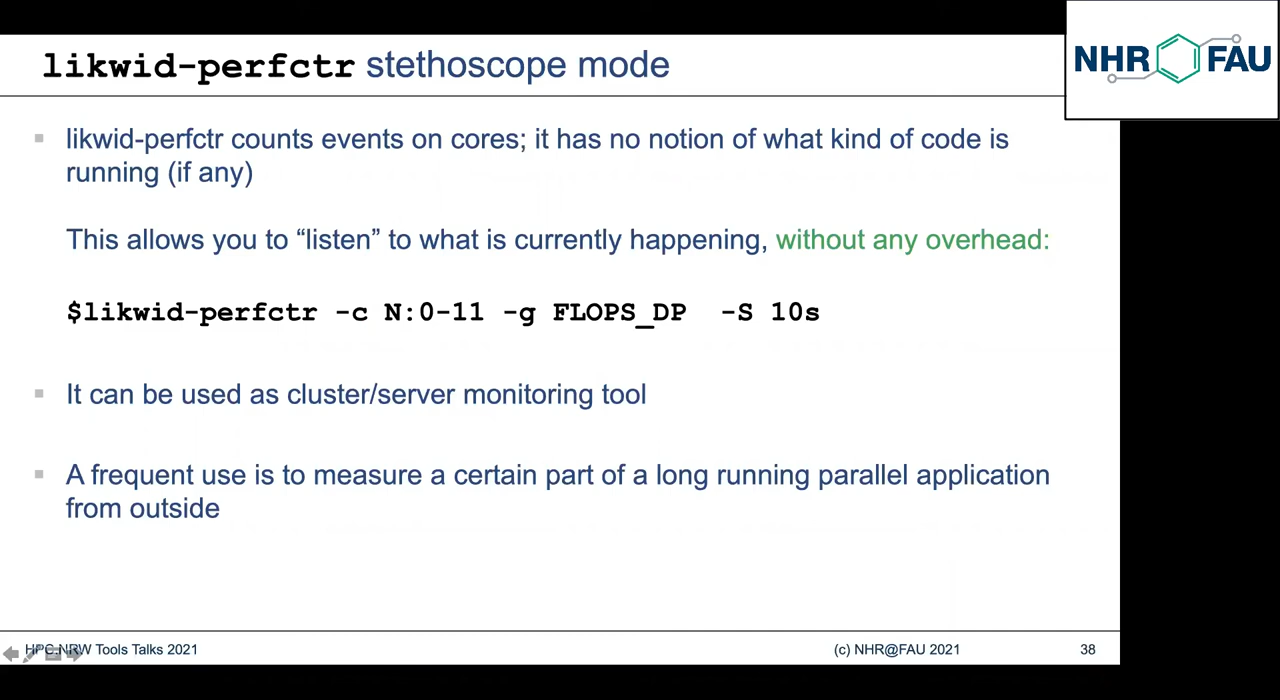 likwid-perfctr stethoscope mode
NHR FAU
likwid-perfctr counts events on cores; it has no notion of what kind of code is
running (if any)
This allows you to “listen” to what is currently happening, without any overhead:
$likwid-perfctr -c N:0-11 -g FLOPS_DP  -S 10s
It can be used as cluster/server monitoring tool
A frequent use is to measure a certain part of a long running parallel application
from outside
HPC.NRW Tools Talks 2021
(c) NHR@FAU 2021
38